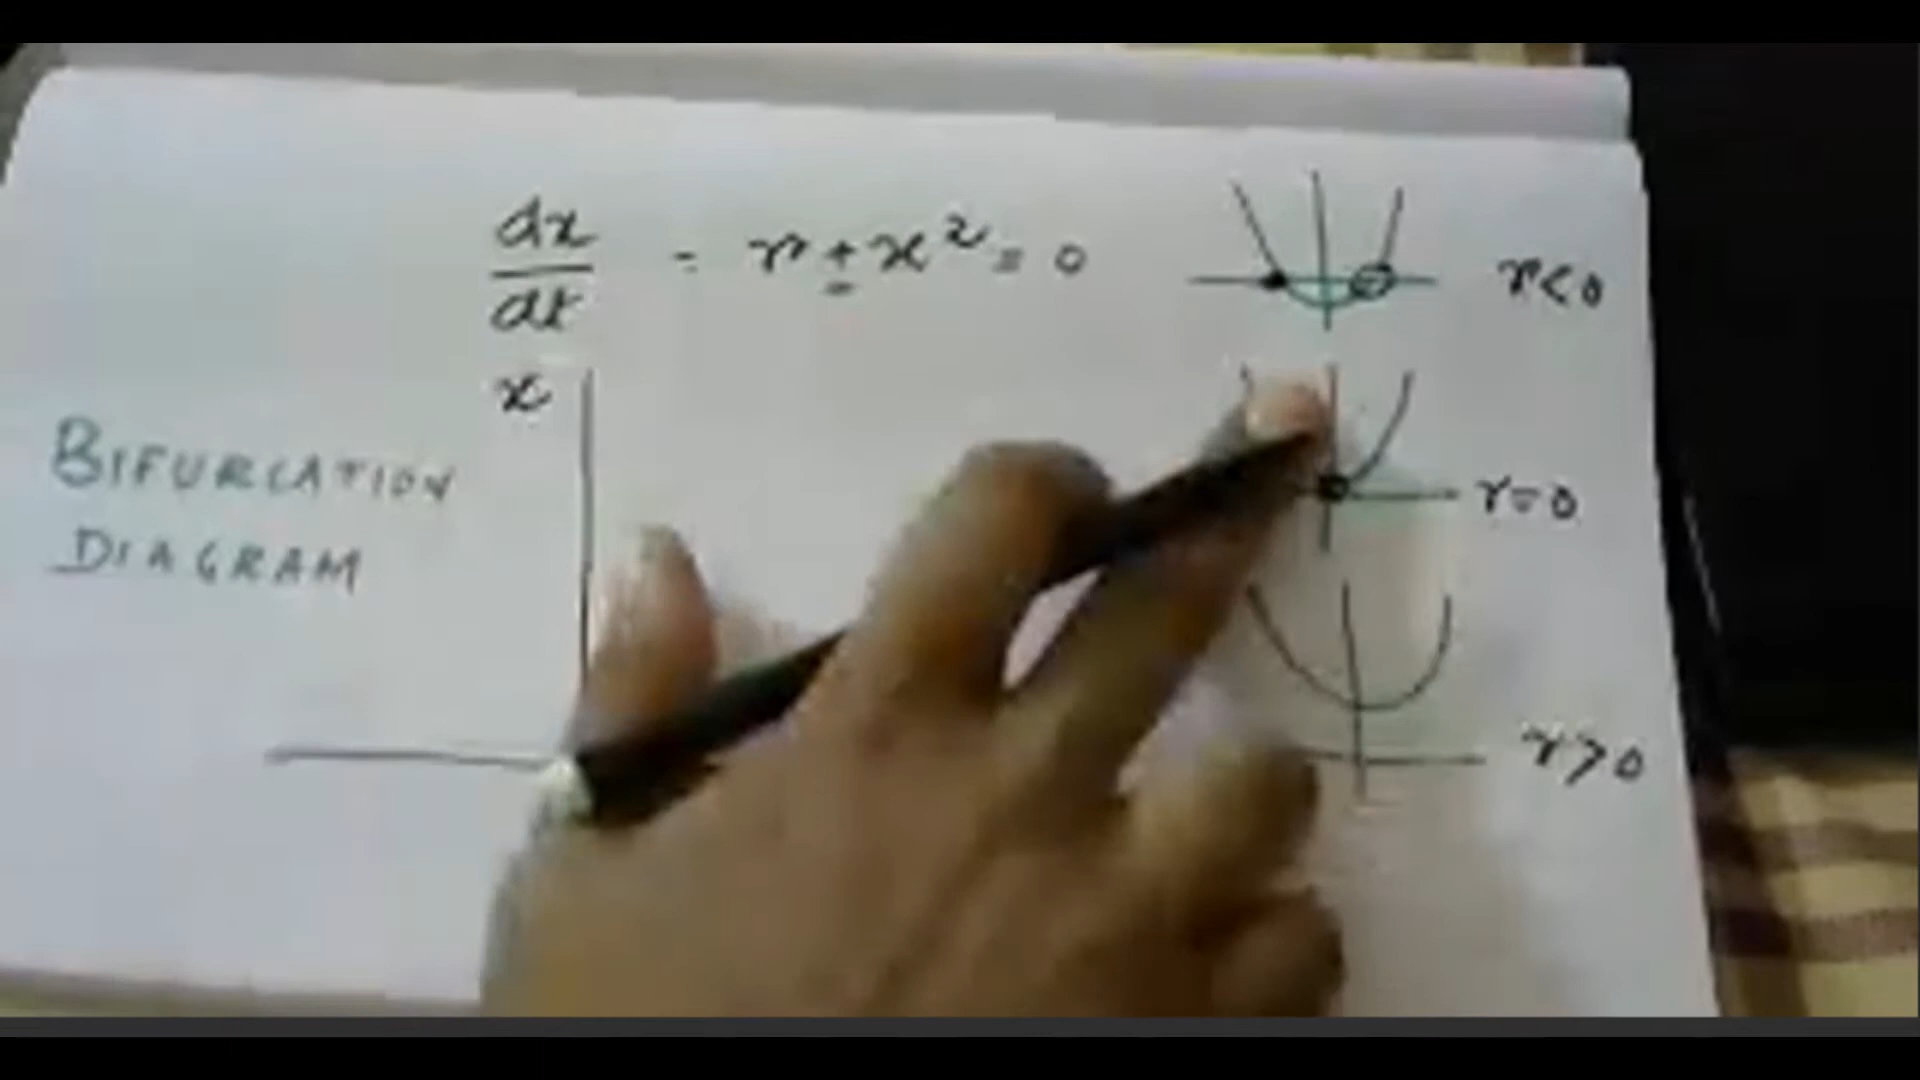 dx/dt = r + x² = 0
r<0
x
BIFURCATION
DIAGRAM
r=0
r>0